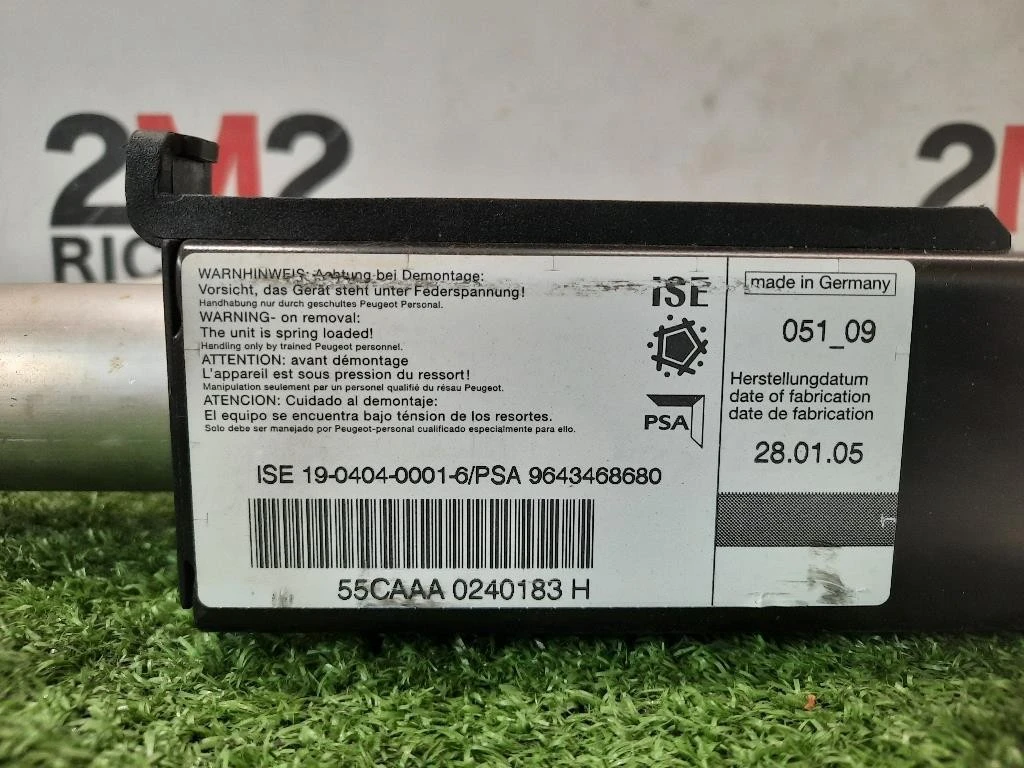 2M2
2M
RIC
WARNHINWEIS: Achtung bei Demontage:
Vorsicht, das Gerät steht unter Federspannung!
Handhabung nur durch geschultes Peugeot Personal.
WARNING- on removal:
The unit is spring loaded!
Handling only by trained Peugeot personnel.
ATTENTION: avant démontage
L'appareil est sous pression du ressort!
Manipulation seulement par un personel qualifié du résau Peugeot.
ATENCION: Cuidado al demontaje:
El equipo se encuentra bajo ténsion de los resortes.
Solo debe ser manejado por Peugeot-personal cualificado especialmente para ello.
iSE
PSA
ISE 19-0404-0001-6/PSA 9643468680
55CAAA 0240183 H
made in Germany
051_09
Herstellungdatum
date of fabrication
date de fabrication
28.01.05